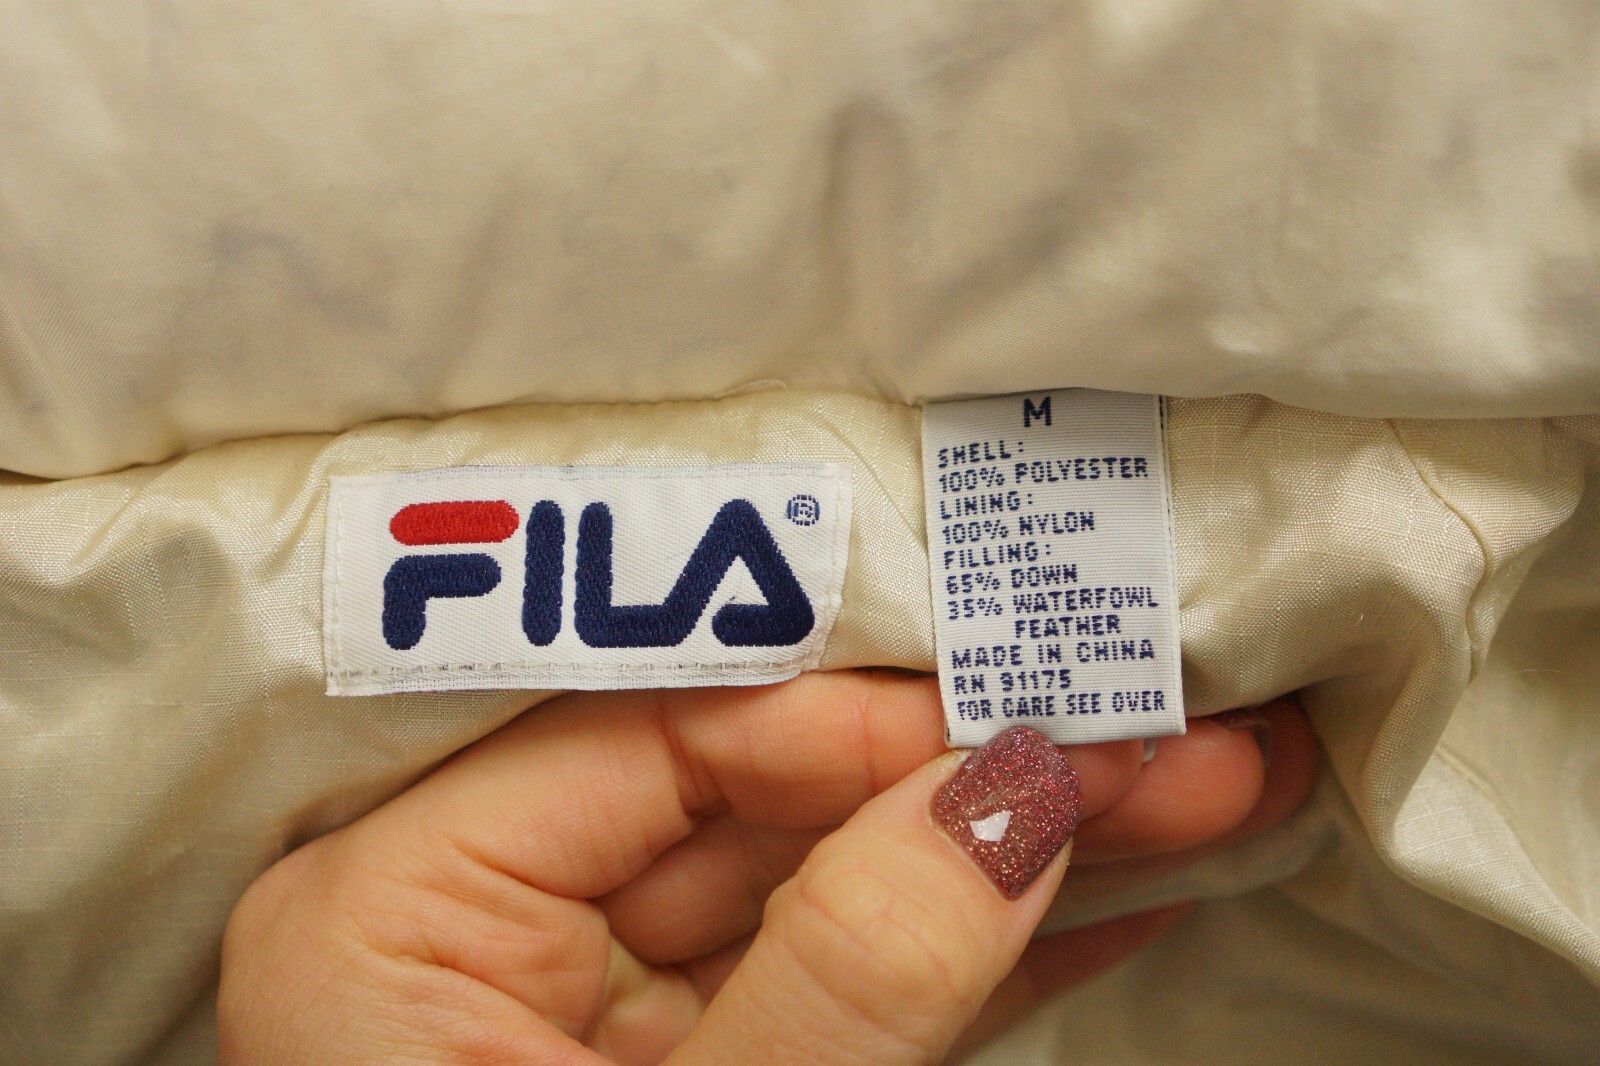 FILA®
M
SHELL:
100% POLYESTER
LINING:
100% NYLON
FILLING:
65% DOWN
35% WATERFOWL
FEATHER
MADE IN CHINA
RN 91175
FOR CARE SEE OVER